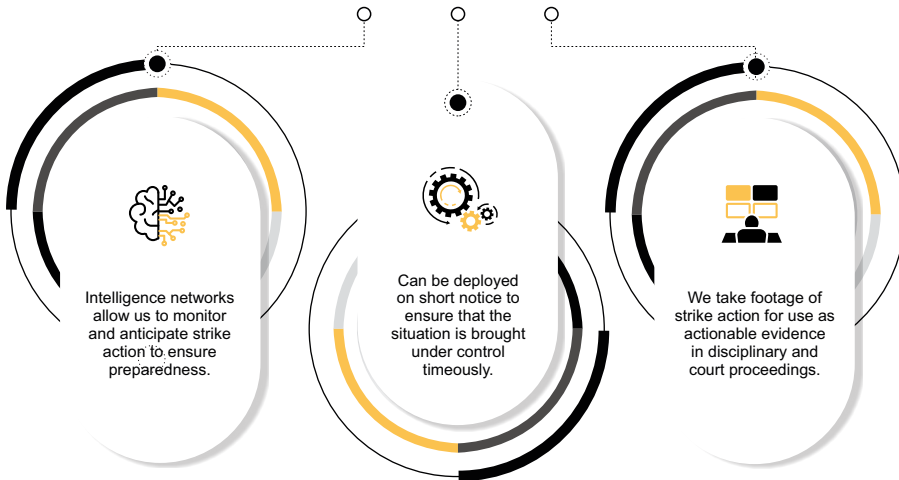 Intelligence networks
allow us to monitor
and anticipate strike
action to ensure
preparedness.
Can be deployed
on short notice to
ensure that the
situation is brought
under control
timeously.
We take footage of
strike action for use as
actionable evidence
in disciplinary and
court proceedings.